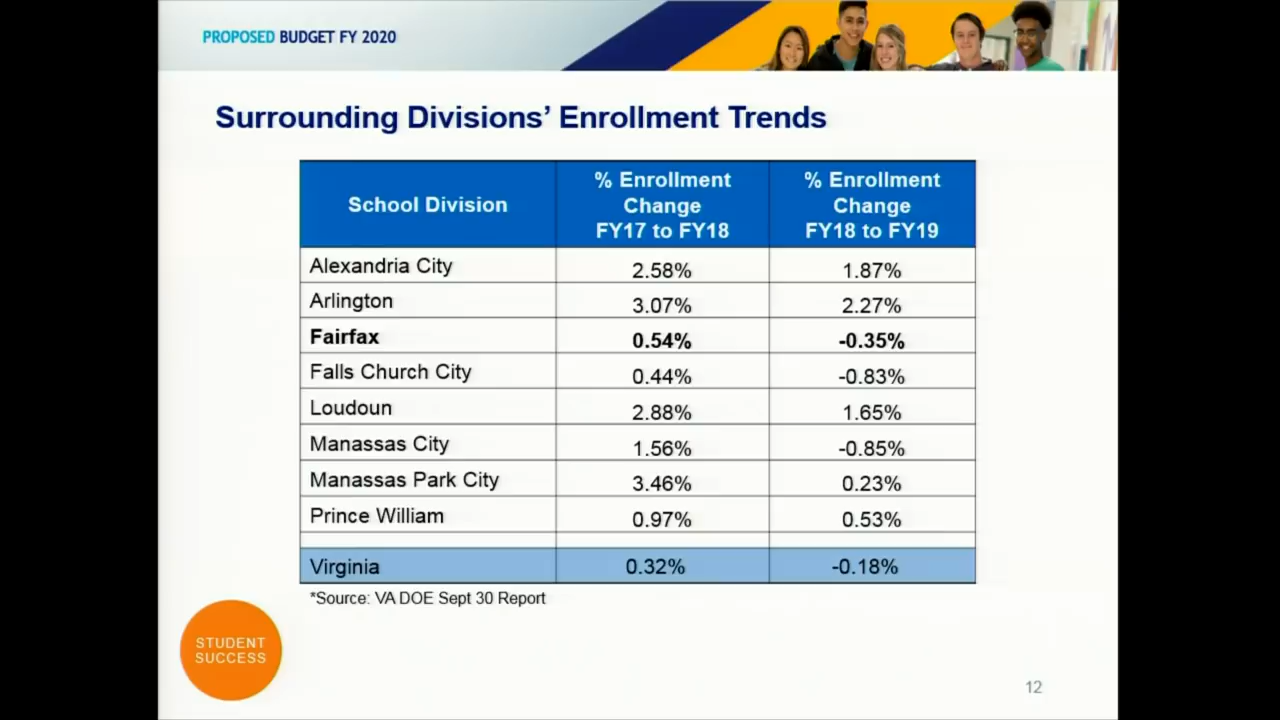 PROPOSED BUDGET FY 2020
Surrounding Divisions’ Enrollment Trends
School Division
% Enrollment
Change
FY17 to FY18
% Enrollment
Change
FY18 to FY19
Alexandria City 2.58% 1.87%
Arlington 3.07% 2.27%
Fairfax 0.54% -0.35%
Falls Church City 0.44% -0.83%
Loudoun 2.88% 1.65%
Manassas City 1.56% -0.85%
Manassas Park City 3.46% 0.23%
Prince William 0.97% 0.53%
Virginia 0.32% -0.18%
*Source: VA DOE Sept 30 Report
STUDENT
SUCCESS
12